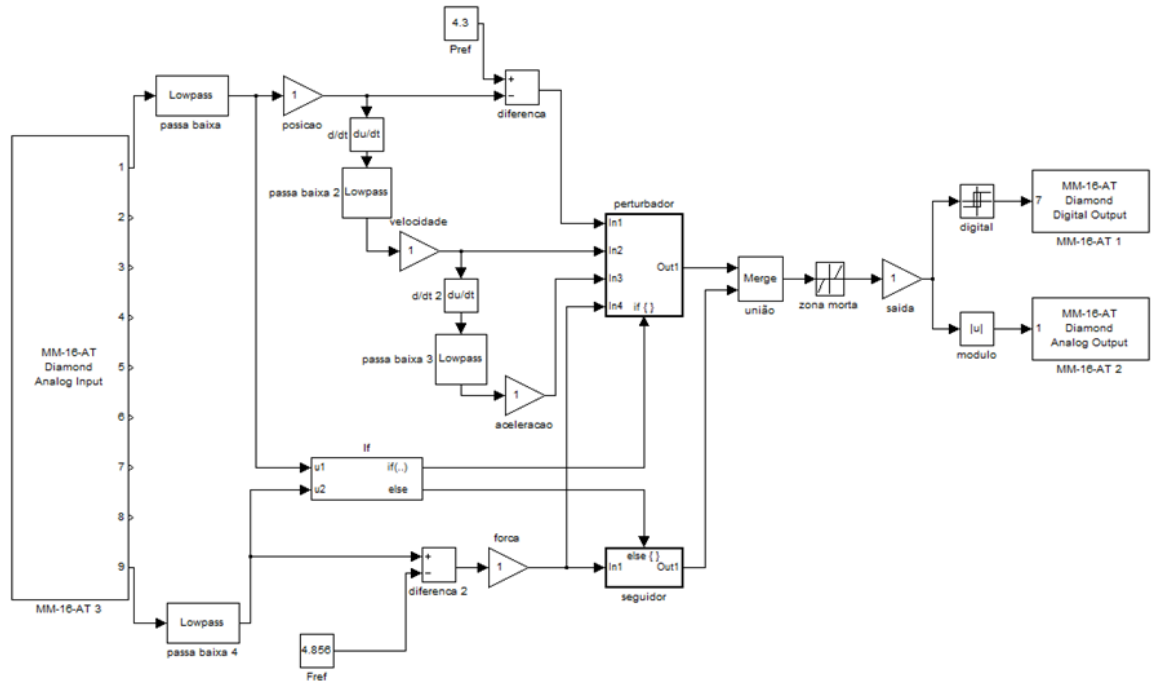 4.3
Pref
Lowpass
passa baixa
1
posicao
+
−
diferenca
d/dt
du/dt
passa baixa 2
Lowpass
velocidade
1
d/dt 2
du/dt
passa baixa 3
Lowpass
1
aceleracao
MM-16-AT
Diamond
Analog Input
1
2
3
4
5
6
7
8
9
MM-16-AT 3
perturbador
In1
In2
In3
In4
Out1
if { }
Merge
união
zona morta
1
saida
digital
7
MM-16-AT
Diamond
Digital Output
MM-16-AT 1
|u|
modulo
1
MM-16-AT
Diamond
Analog Output
MM-16-AT 2
If
u1
if(..)
u2
else
+
−
diferenca 2
forca
1
else { }
In1
Out1
seguidor
Lowpass
passa baixa 4
4.856
Fref